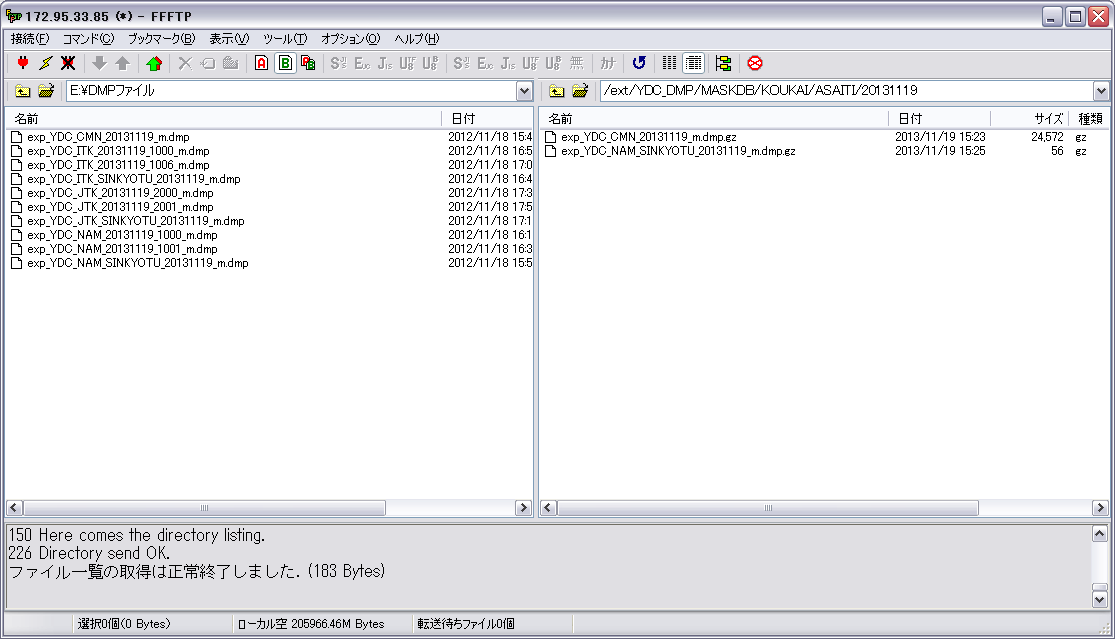 172.95.33.85 (*) - FFFTP
接続(F) コマンド(C) ブックマーク(B) 表示(V) ツール(T) オプション(O) ヘルプ(H)
A B S EUC JIS S EUC JIS 無 カナ
E:¥DMPファイル /ext/YDC_DMP/MASKDB/KOUKAI/ASAITI/20131119
名前 日付
exp_YDC_CMN_20131119_m.dmp 2012/11/18 15:4
exp_YDC_ITK_20131119_1000_m.dmp 2012/11/18 16:5
exp_YDC_ITK_20131119_1006_m.dmp 2012/11/18 17:0
exp_YDC_ITK_SINKYOTU_20131119_m.dmp 2012/11/18 16:4
exp_YDC_JTK_20131119_2000_m.dmp 2012/11/18 17:3
exp_YDC_JTK_20131119_2001_m.dmp 2012/11/18 17:5
exp_YDC_JTK_SINKYOTU_20131119_m.dmp 2012/11/18 17:1
exp_YDC_NAM_20131119_1000_m.dmp 2012/11/18 16:1
exp_YDC_NAM_20131119_1001_m.dmp 2012/11/18 16:3
exp_YDC_NAM_SINKYOTU_20131119_m.dmp 2012/11/18 15:5
名前 日付 サイズ 種類
exp_YDC_CMN_20131119_m.dmp.gz 2013/11/19 15:23 24,572 gz
exp_YDC_NAM_SINKYOTU_20131119_m.dmp.gz 2013/11/19 15:25 56 gz
150 Here comes the directory listing.
226 Directory send OK.
ファイル一覧の取得は正常終了しました. (183 Bytes)
選択0個(0 Bytes) ローカル空 205966.46M Bytes 転送待ちファイル0個